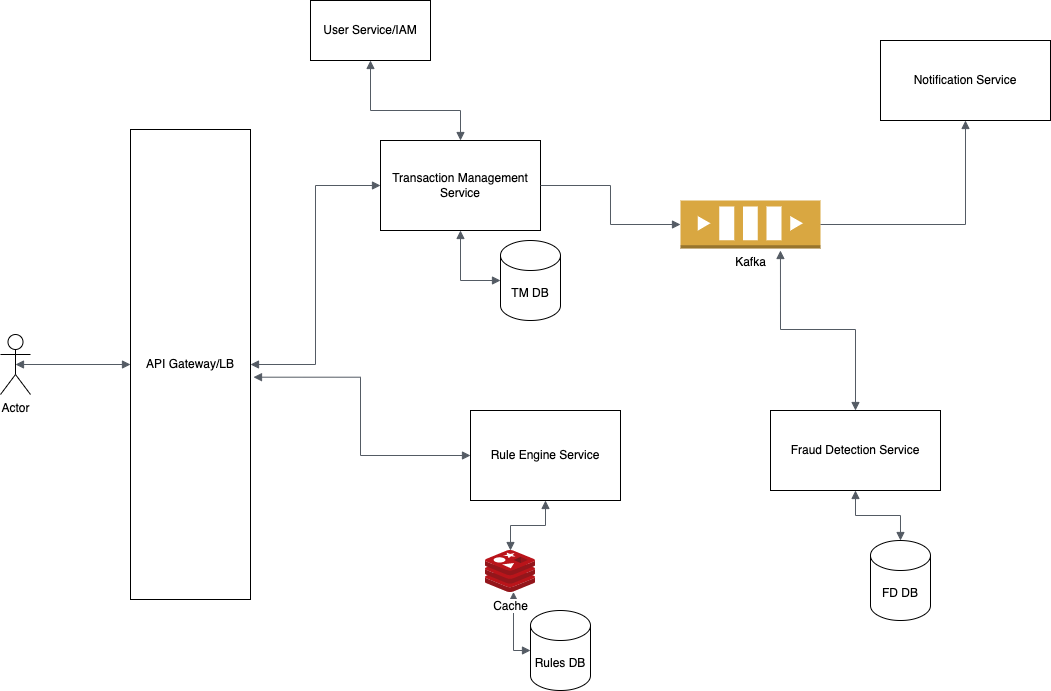 User Service/IAM
Notification Service
Transaction Management
Service
Kafka
TM DB
API Gateway/LB
Actor
Rule Engine Service
Fraud Detection Service
Cache
FD DB
Rules DB